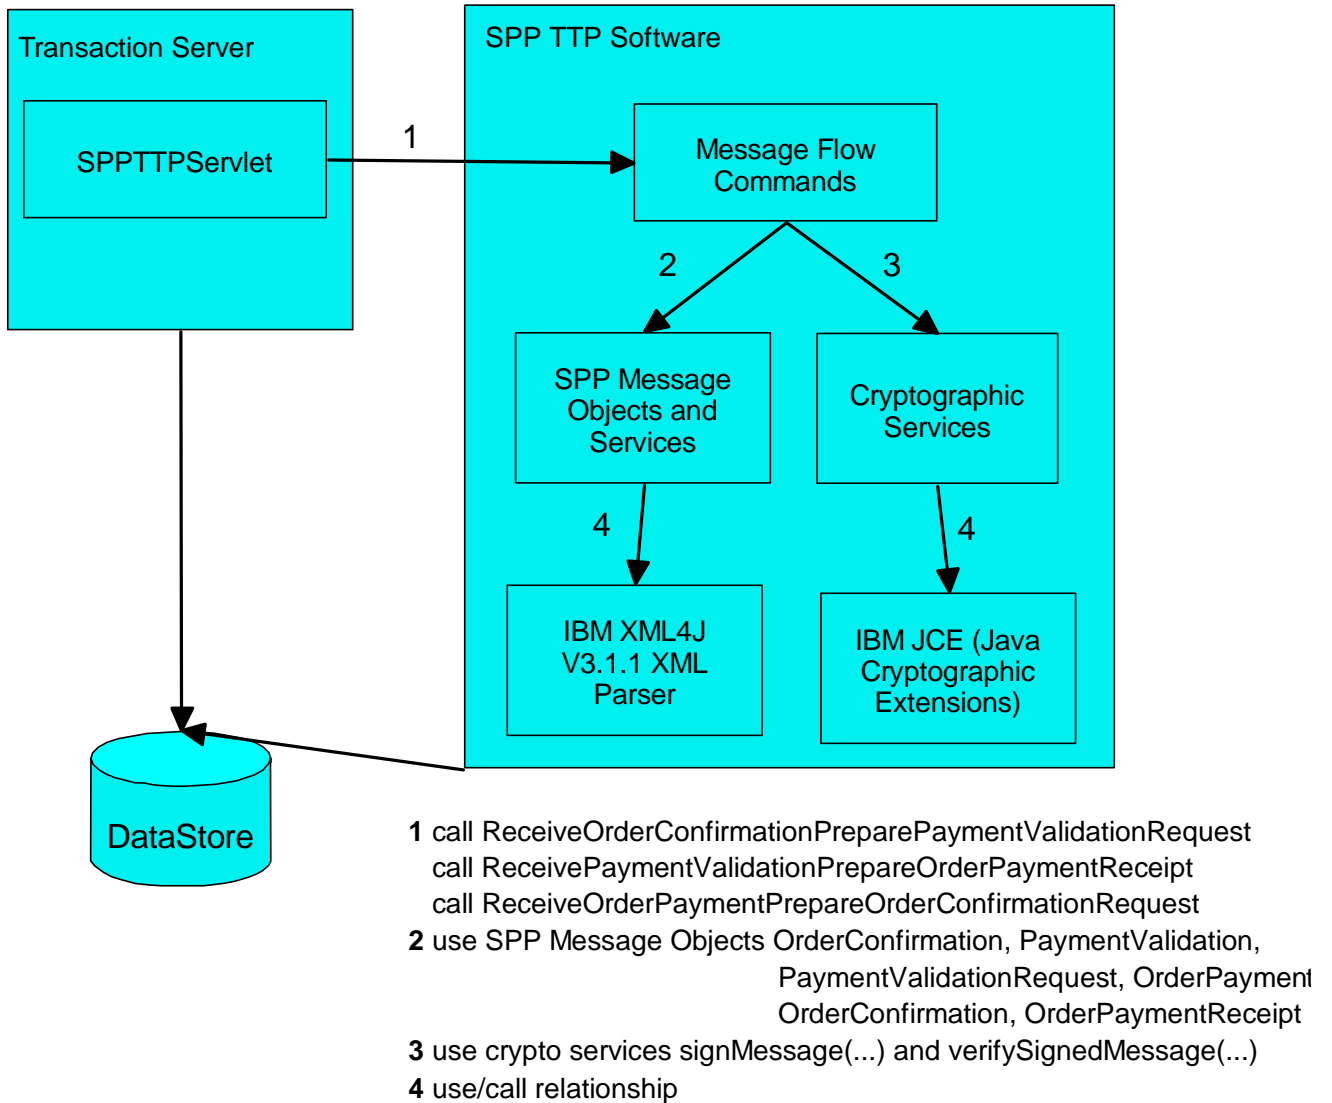 Transaction Server
SPPTTPServlet
1
SPP TTP Software
Message Flow
Commands
2
3
SPP Message
Objects and
Services
Cryptographic
Services
4
4
IBM XML4J
V3.1.1 XML
Parser
IBM JCE (Java
Cryptographic
Extensions)
DataStore
1 call ReceiveOrderConfirmationPreparePaymentValidationRequest
call ReceivePaymentValidationPrepareOrderPaymentReceipt
call ReceiveOrderPaymentPrepareOrderConfirmationRequest
2 use SPP Message Objects OrderConfirmation, PaymentValidation,
PaymentValidationRequest, OrderPayment
OrderConfirmation, OrderPaymentReceipt
3 use crypto services signMessage(...) and verifySignedMessage(...)
4 use/call relationship